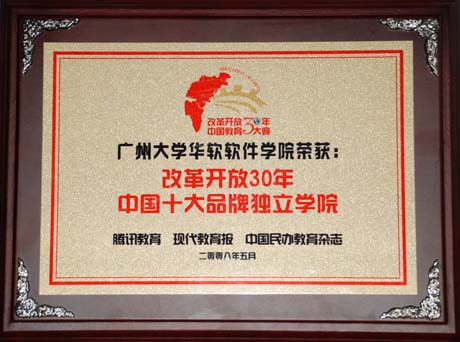 改革开放30年
中国教育大典
广州大学华软软件学院荣获：
改革开放30年
中国十大品牌独立学院
腾讯教育 现代教育报 中国民办教育杂志
二零零八年五月